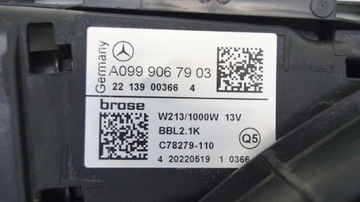 Germany
A099 906 79 03
22 139 00366 4
brose
W213/1000W 13V
BBL2.1K
C78279-110
Q5
4 20220519 1 0366